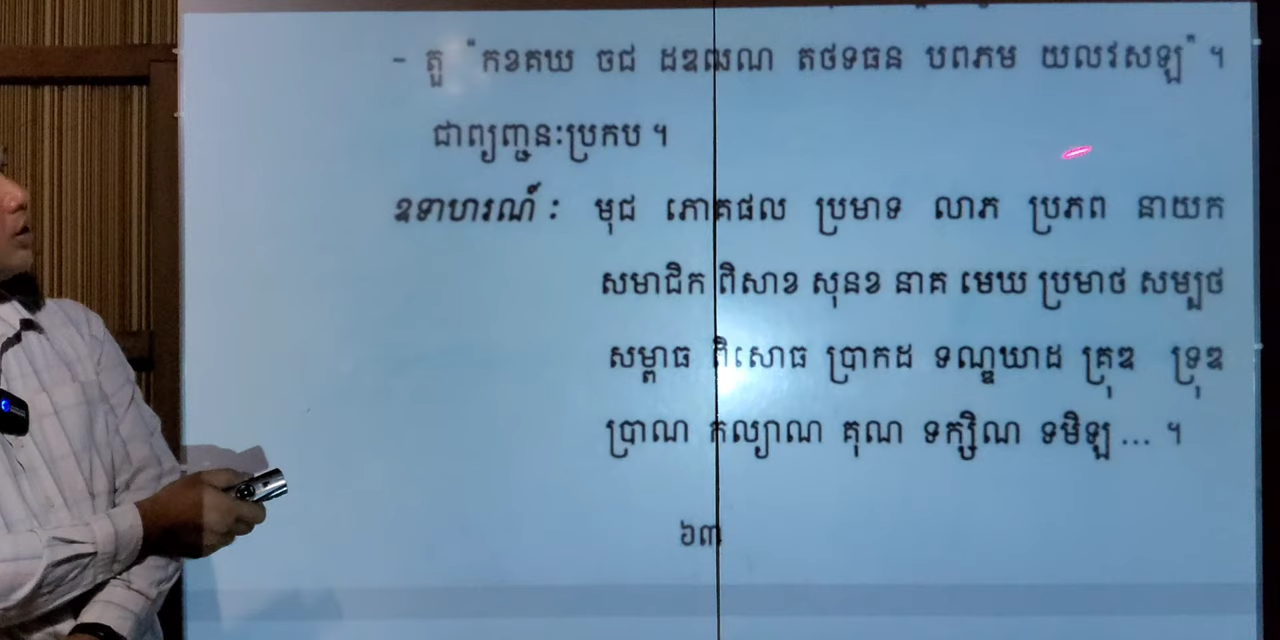 - តួ "កខគឃ ចជ ដឌឍណ តថទធន បពភម យលវសឡ" ។
ជាព្យញ្ជនៈប្រកប ។
ឧទាហរណ៍ : មុជ ភោគផល ប្រមាទ លាភ ប្រភព នាយក
សមាជិក ពិសាខ សុនខ នាគ មេឃ ប្រមាថ សម្បថ
សម្ពាធ ពិសោធ ប្រាកដ ទណ្ឌឃាដ គ្រុឌ ទ្រុឌ
ប្រាណ កល្យាណ គុណ ទក្សិណ ទមិឡ ... ។
៦៣